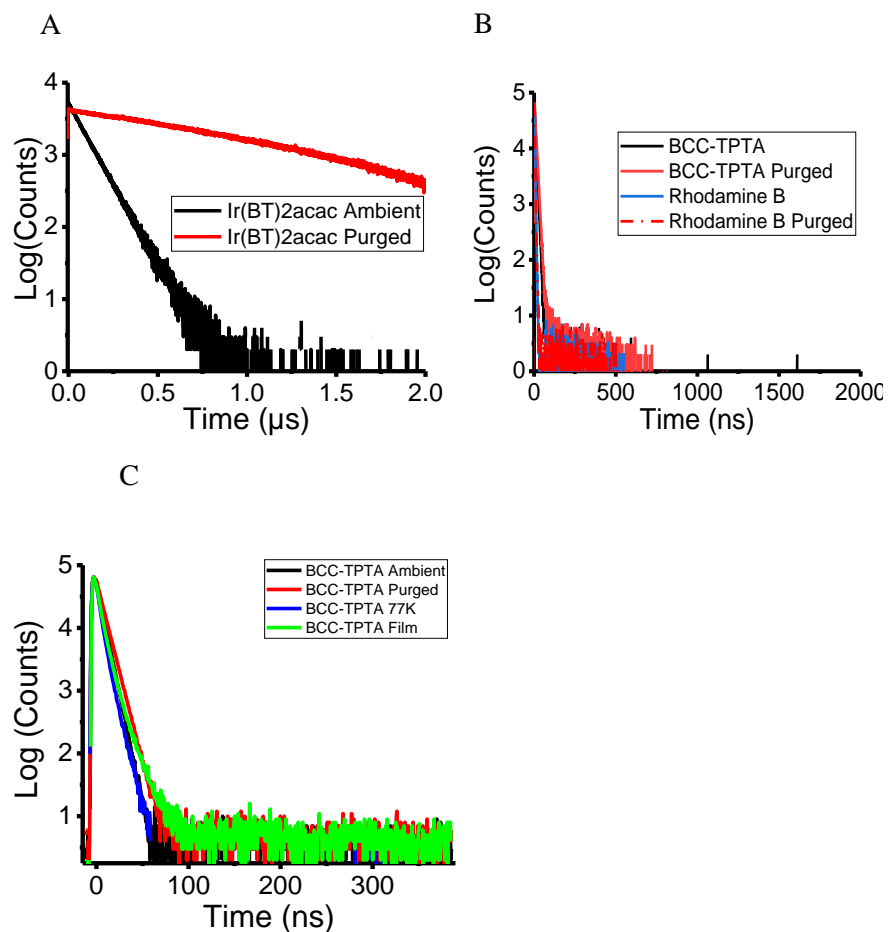 A
Log(Counts)
4
3
2
1
0
Ir(BT)2acac Ambient
Ir(BT)2acac Purged
0.0 0.5 1.0 1.5 2.0
Time (µs)
B
Log(Counts)
5
4
3
2
1
0
BCC-TPTA
BCC-TPTA Purged
Rhodamine B
Rhodamine B Purged
0 500 1000 1500 2000
Time (ns)
C
Log (Counts)
5
4
3
2
1
BCC-TPTA Ambient
BCC-TPTA Purged
BCC-TPTA 77K
BCC-TPTA Film
0 100 200 300
Time (ns)